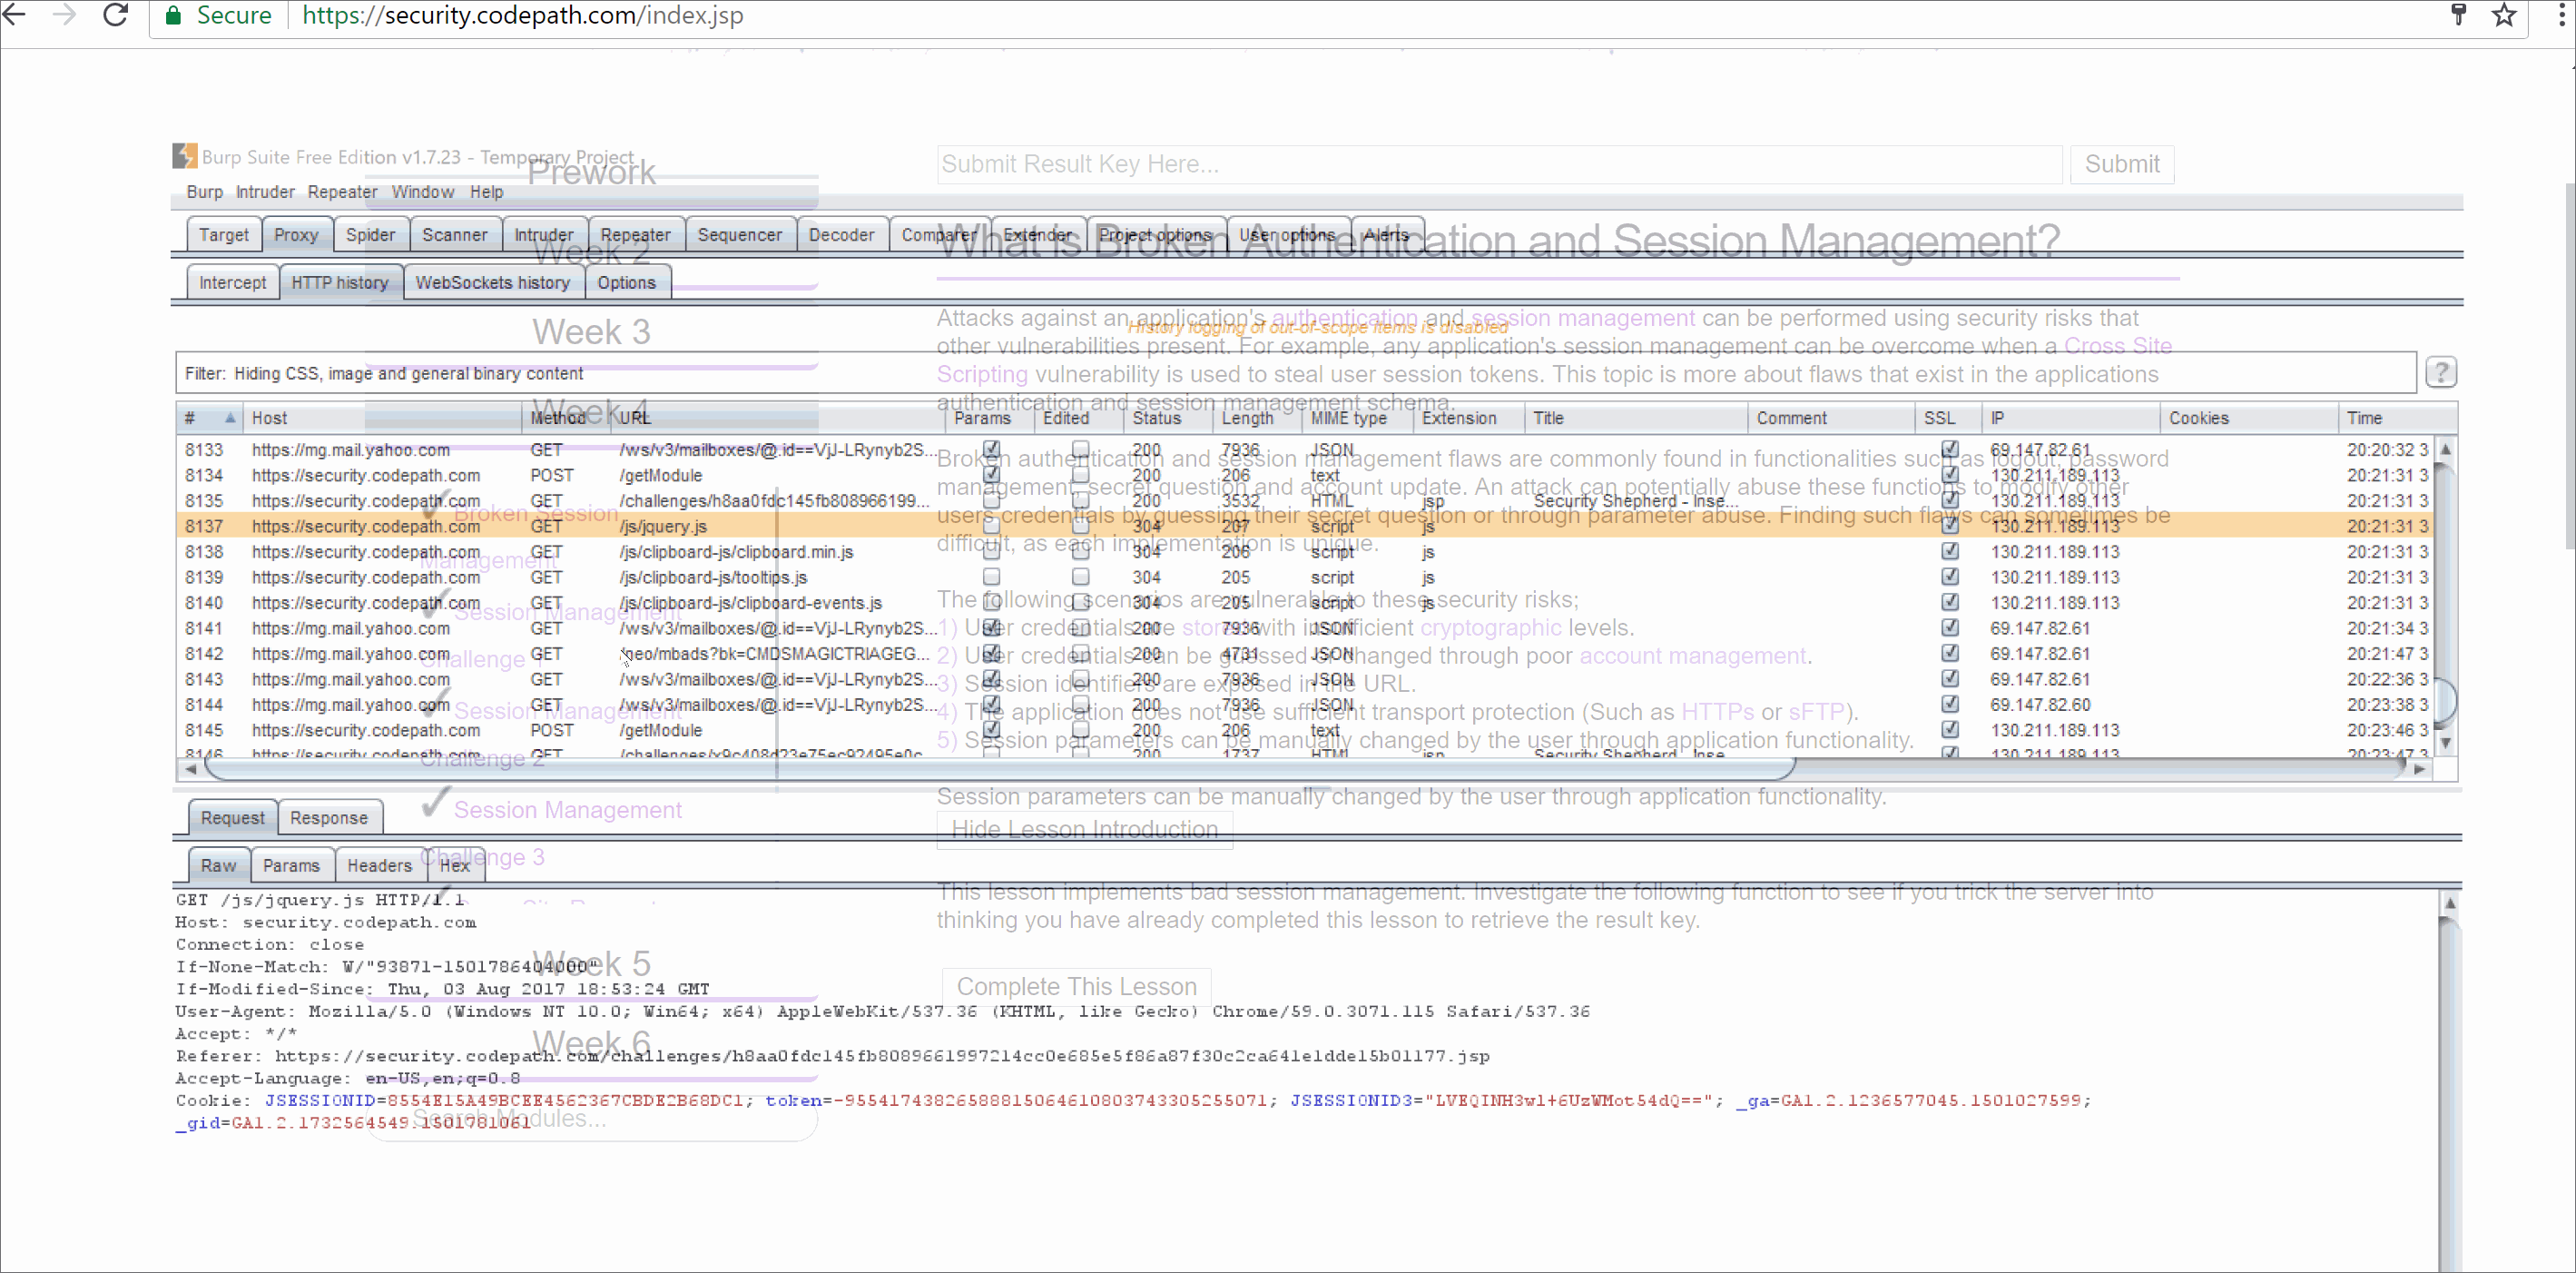 Secure https://security.codepath.com/index.jsp
Burp Suite Free Edition v1.7.23 - Temporary Project
Burp Intruder Repeater Window Help
Target Proxy Spider Scanner Intruder Repeater Sequencer Decoder Comparer Extender Project options User options Alerts
Intercept HTTP history WebSockets history Options
History logging of out-of-scope items is disabled
Filter: Hiding CSS, image and general binary content ?
# Host Method URL Params Edited Status Length MIME type Extension Title Comment SSL IP Cookies Time
8133 https://mg.mail.yahoo.com GET /ws/v3/mailboxes/@.id==VjJ-LRynyb2S... 200 7936 JSON 69.147.82.61 20:20:32 3
8134 https://security.codepath.com POST /getModule 200 206 text 130.211.189.113 20:21:31 3
8135 https://security.codepath.com GET /challenges/h8aa0fdc145fb808966199... 200 3532 HTML jsp Security Shepherd - Inse... 130.211.189.113 20:21:31 3
8137 https://security.codepath.com GET /js/jquery.js 304 207 script js 130.211.189.113 20:21:31 3
8138 https://security.codepath.com GET /js/clipboard-js/clipboard.min.js 304 206 script js 130.211.189.113 20:21:31 3
8139 https://security.codepath.com GET /js/clipboard-js/tooltips.js 304 205 script js 130.211.189.113 20:21:31 3
8140 https://security.codepath.com GET /js/clipboard-js/clipboard-events.js 304 205 script js 130.211.189.113 20:21:31 3
8141 https://mg.mail.yahoo.com GET /ws/v3/mailboxes/@.id==VjJ-LRynyb2S... 200 7936 JSON 69.147.82.61 20:21:34 3
8142 https://mg.mail.yahoo.com GET /neo/mbads?bk=CMDSMAGICTRIAGEG... 200 4731 JSON 69.147.82.61 20:21:47 3
8143 https://mg.mail.yahoo.com GET /ws/v3/mailboxes/@.id==VjJ-LRynyb2S... 200 7936 JSON 69.147.82.61 20:22:36 3
8144 https://mg.mail.yahoo.com GET /ws/v3/mailboxes/@.id==VjJ-LRynyb2S... 200 7936 JSON 69.147.82.60 20:23:38 3
8145 https://security.codepath.com POST /getModule 200 206 text 130.211.189.113 20:23:46 3
8146 https://security.codepath.com GET /challenges/x9c408d23e75ec92495e0c... 200 1737 HTML jsp Security Shepherd - Inse... 130.211.189.113 20:23:47 3
Request Response
Raw Params Headers Hex
GET /js/jquery.js HTTP/1.1
Host: security.codepath.com
Connection: close
If-None-Match: W/"93871-1501786404000"
If-Modified-Since: Thu, 03 Aug 2017 18:53:24 GMT
User-Agent: Mozilla/5.0 (Windows NT 10.0; Win64; x64) AppleWebKit/537.36 (KHTML, like Gecko) Chrome/59.0.3071.115 Safari/537.36
Accept: */*
Referer: https://security.codepath.com/challenges/h8aa0fdc145fb8089661997214cc0e685e5f86a87f30c2ca641e1dde15b01177.jsp
Accept-Language: en-US,en;q=0.8
Cookie: JSESSIONID=8554E15A49BCEE4562367CBDE2B68DC1; token=-95541743826588815064610803743305255071; JSESSIONID3="LVEQINH3wl+6UzWMot54dQ=="; _ga=GA1.2.1236577045.1501027599;
_gid=GA1.2.1732564549.1501781061
Prework
Week 2
Week 3
Week 4
Broken Session
Management
Session Management
Challenge 1
Session Management
Challenge 2
Session Management
Challenge 3
Week 5
Week 6
Search Modules...
Submit Result Key Here... Submit
What is Broken Authentication and Session Management?
Attacks against an application's authentication and session management can be performed using security risks that
other vulnerabilities present. For example, any application's session management can be overcome when a Cross Site
Scripting vulnerability is used to steal user session tokens. This topic is more about flaws that exist in the applications
authentication and session management schema.
Broken authentication and session management flaws are commonly found in functionalities such as logout, password
management, secret question and account update. An attack can potentially abuse these functions to modify other
users credentials by guessing their secret question or through parameter abuse. Finding such flaws can sometimes be
difficult, as each implementation is unique.
The following scenarios are vulnerable to these security risks;
1) User credentials are stored with insufficient cryptographic levels.
2) User credentials can be guessed or changed through poor account management.
3) Session identifiers are exposed in the URL.
4) The application does not use sufficient transport protection (Such as HTTPs or sFTP).
5) Session parameters can be manually changed by the user through application functionality.
Session parameters can be manually changed by the user through application functionality.
Hide Lesson Introduction
This lesson implements bad session management. Investigate the following function to see if you trick the server into
thinking you have already completed this lesson to retrieve the result key.
Complete This Lesson